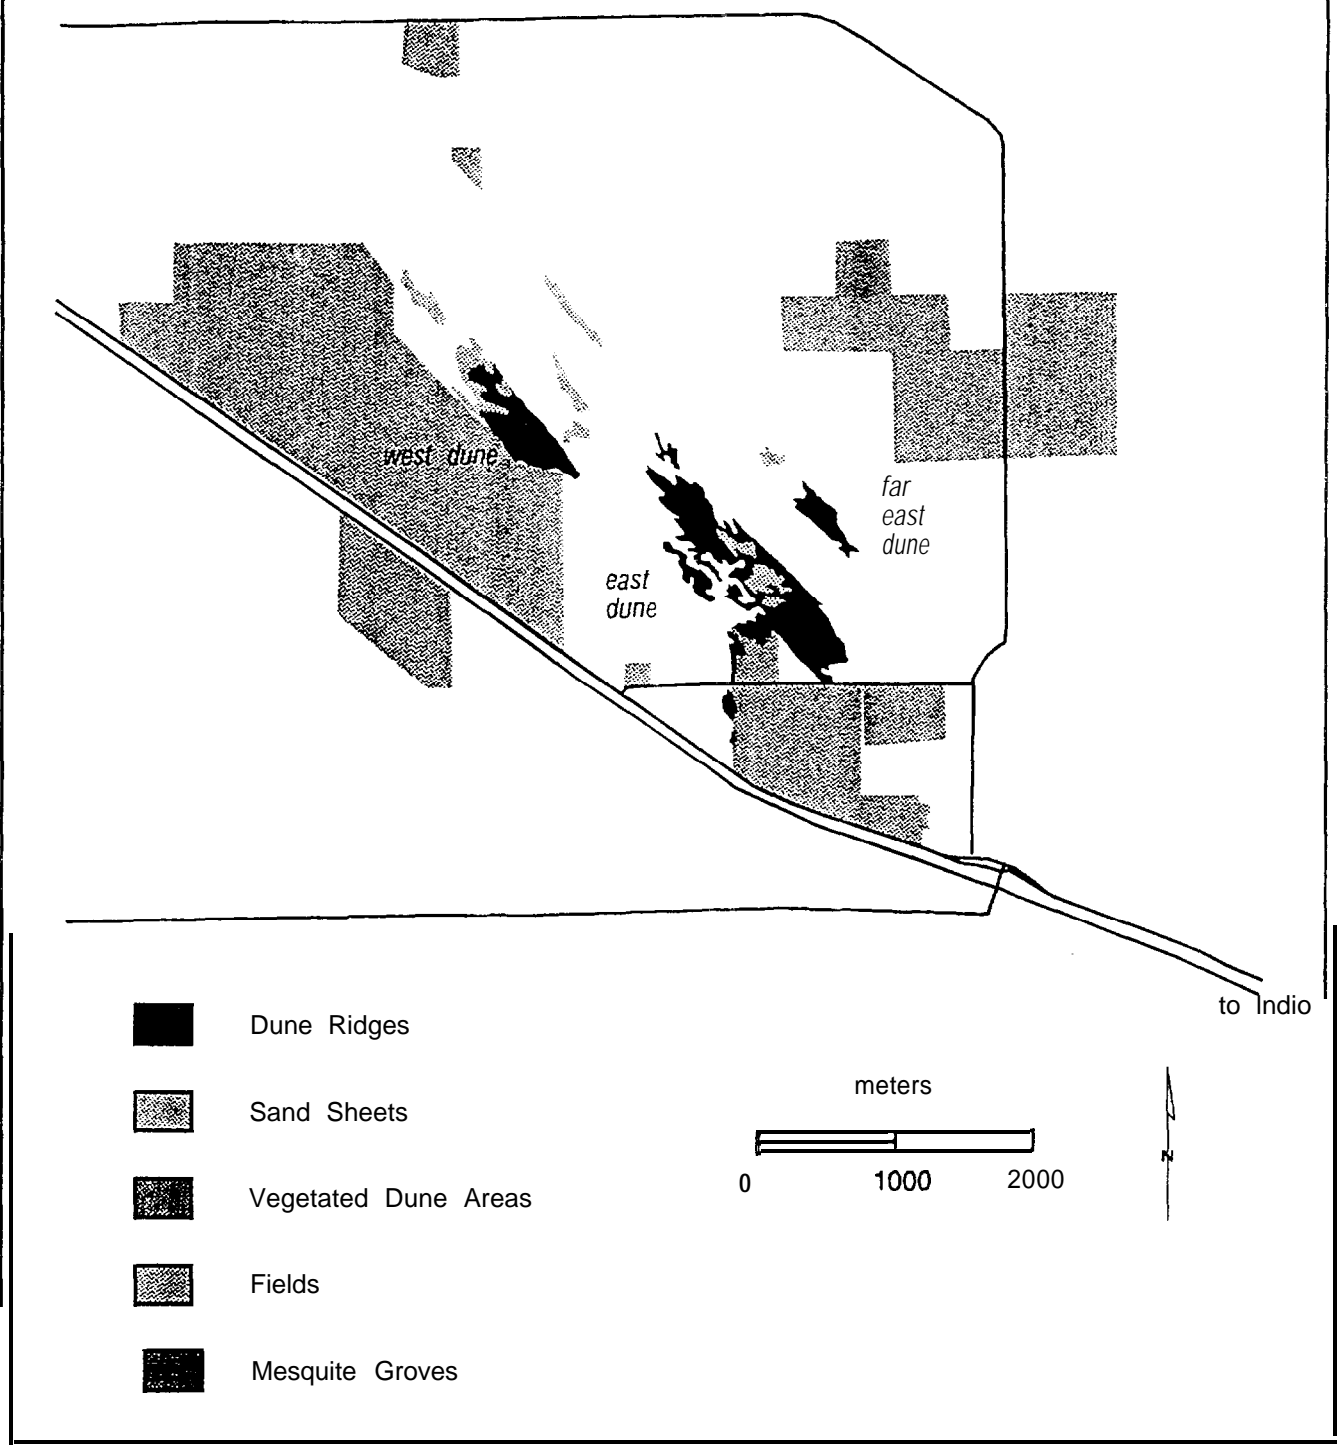 west dune
far
east
dune
east
dune
to Indio
Dune Ridges
Sand Sheets
Vegetated Dune Areas
Fields
Mesquite Groves
meters
0 1000 2000
N